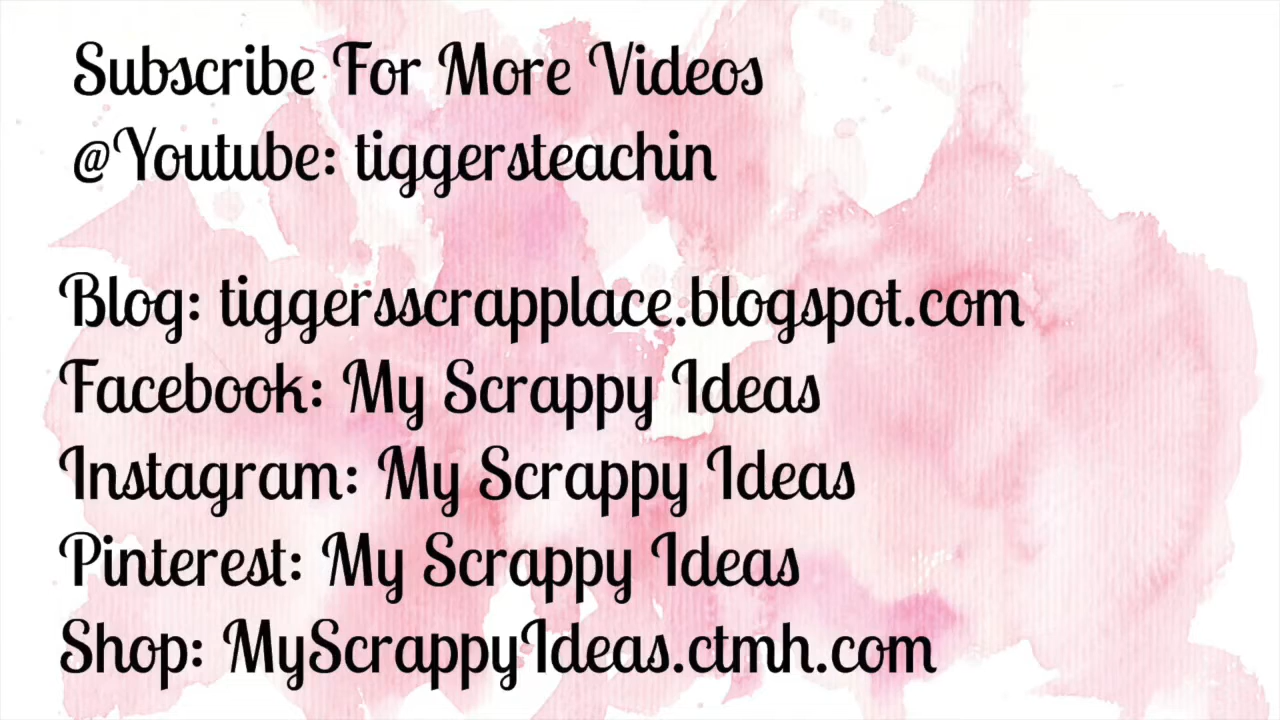 Subscribe For More Videos
@Youtube: tiggersteachin
Blog: tiggersscrapplace.blogspot.com
Facebook: My Scrappy Ideas
Instagram: My Scrappy Ideas
Pinterest: My Scrappy Ideas
Shop: MyScrappyIdeas.ctmh.com